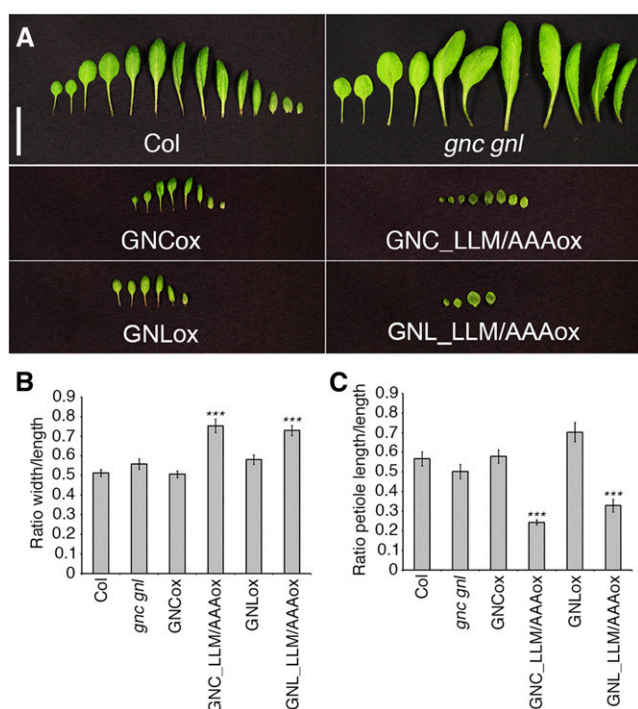 A
Col
gnc gnl
GNCox
GNC_LLM/AAAox
GNLox
GNL_LLM/AAAox
B
Ratio width/length
0.9
0.8
0.7
0.6
0.5
0.4
0.3
0.2
0.1
0
***
***
Col
gnc gnl
GNCox
GNC_LLM/AAAox
GNLox
GNL_LLM/AAAox
C
Ratio petiole length/length
0.9
0.8
0.7
0.6
0.5
0.4
0.3
0.2
0.1
0
***
***
Col
gnc gnl
GNCox
GNC_LLM/AAAox
GNLox
GNL_LLM/AAAox